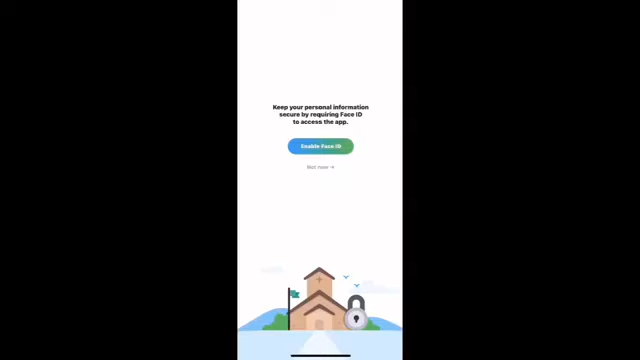 Keep your personal information
secure by requiring Face ID
to access the app.
Enable Face ID
Not now →